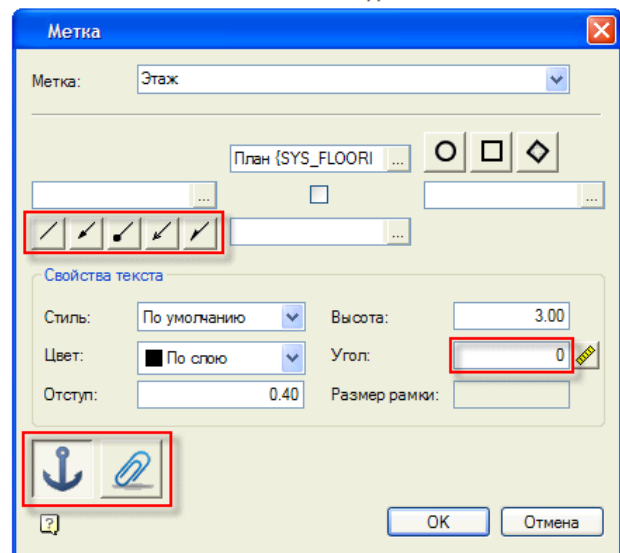 Метка
Метка: Этаж
План {SYS_FLOORI ...
... ...
...
Свойства текста
Стиль: По умолчанию Высота: 3.00
Цвет: По слою Угол: 0
Отступ: 0.40 Размер рамки:
?
OK Отмена